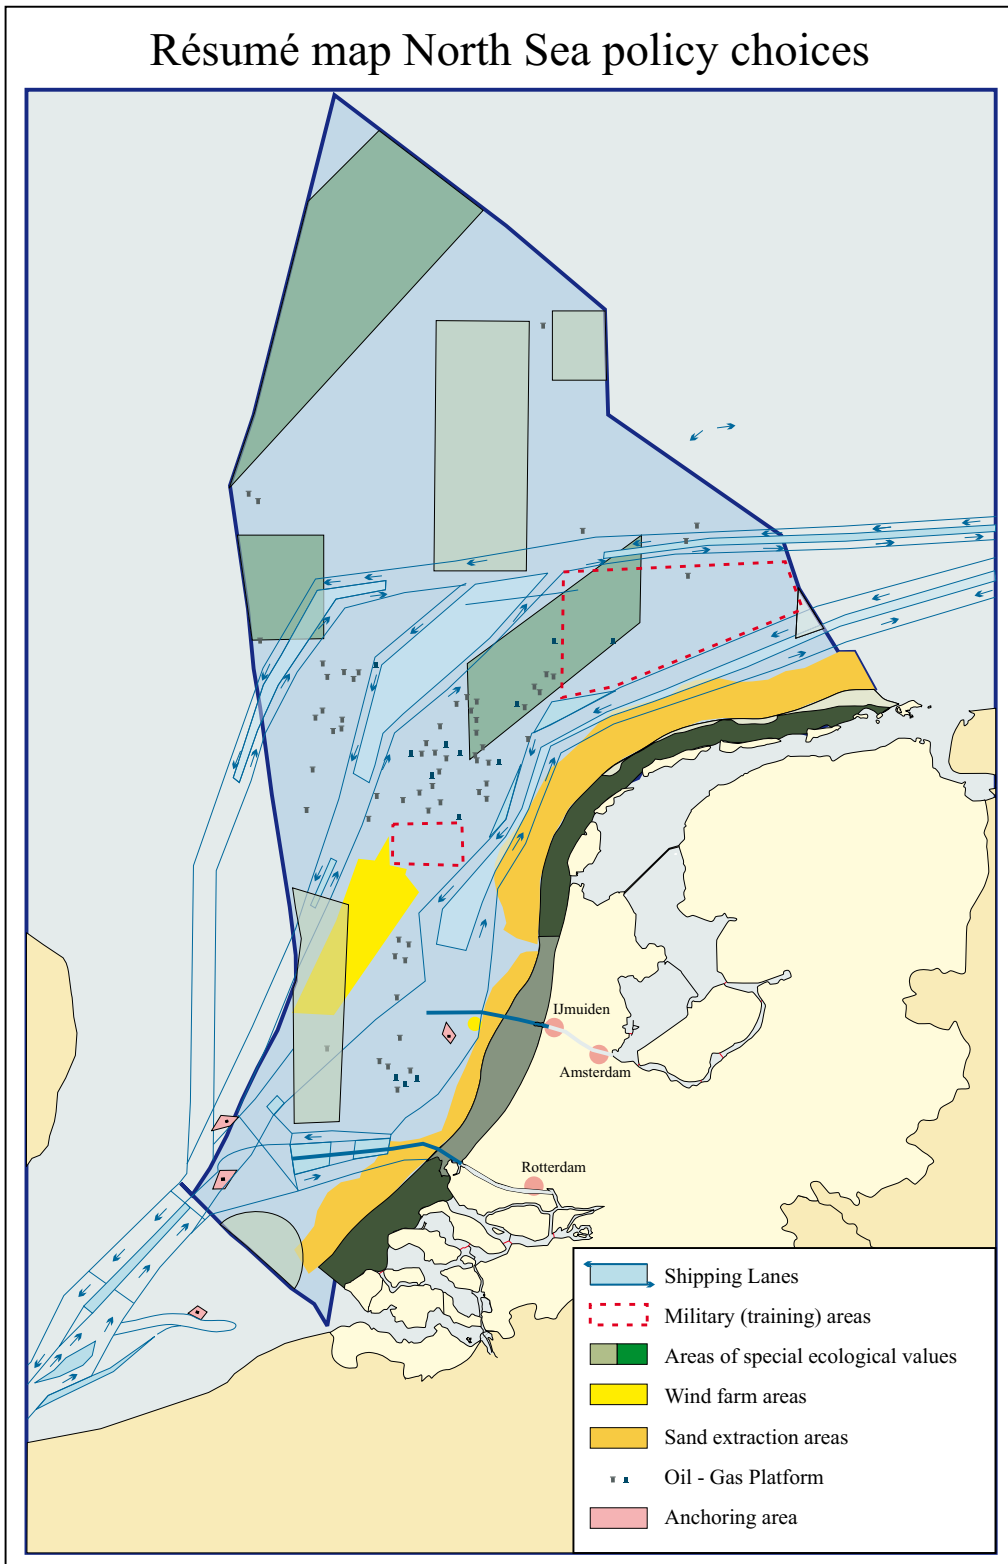 Résumé map North Sea policy choices
IJmuiden
Amsterdam
Rotterdam
Shipping Lanes
Military (training) areas
Areas of special ecological values
Wind farm areas
Sand extraction areas
Oil - Gas Platform
Anchoring area